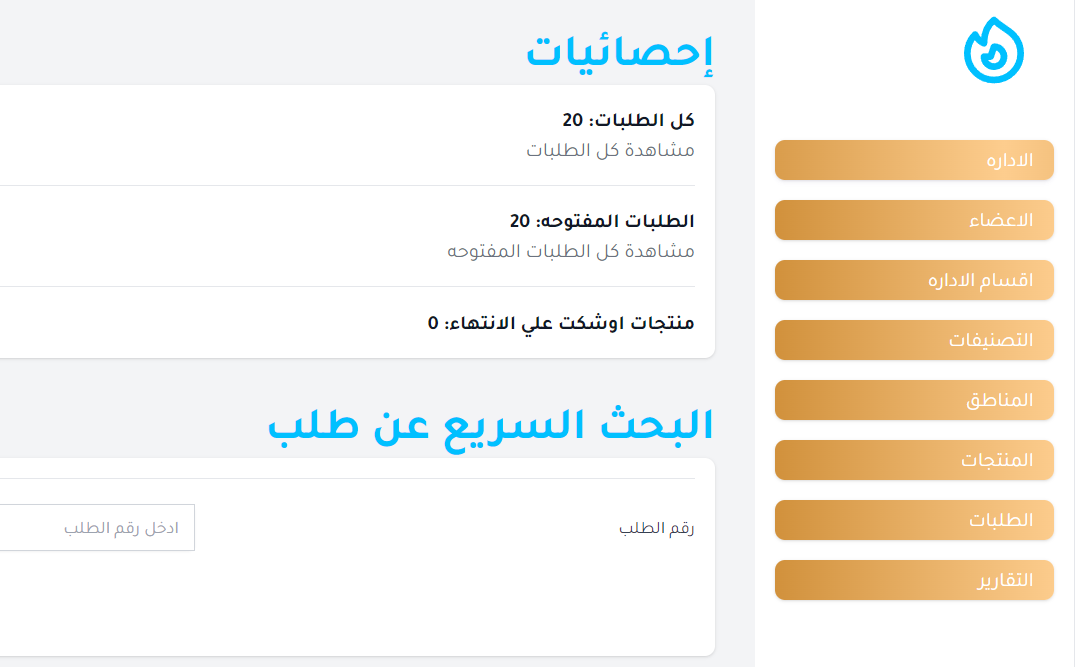 الاداره
الاعضاء
اقسام الاداره
التصنيفات
المناطق
المنتجات
الطلبات
التقارير
إحصائيات
كل الطلبات: 20
مشاهدة كل الطلبات
الطلبات المفتوحه: 20
مشاهدة كل الطلبات المفتوحه
منتجات اوشكت علي الانتهاء: 0
البحث السريع عن طلب
رقم الطلب
ادخل رقم الطلب